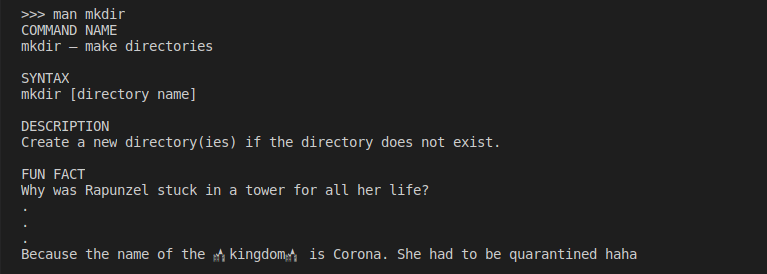 >>> man mkdir
COMMAND NAME
mkdir – make directories
SYNTAX
mkdir [directory name]
DESCRIPTION
Create a new directory(ies) if the directory does not exist.
FUN FACT
Why was Rapunzel stuck in a tower for all her life?
.
.
.
Because the name of the 🏰kingdom🏰 is Corona. She had to be quarantined haha